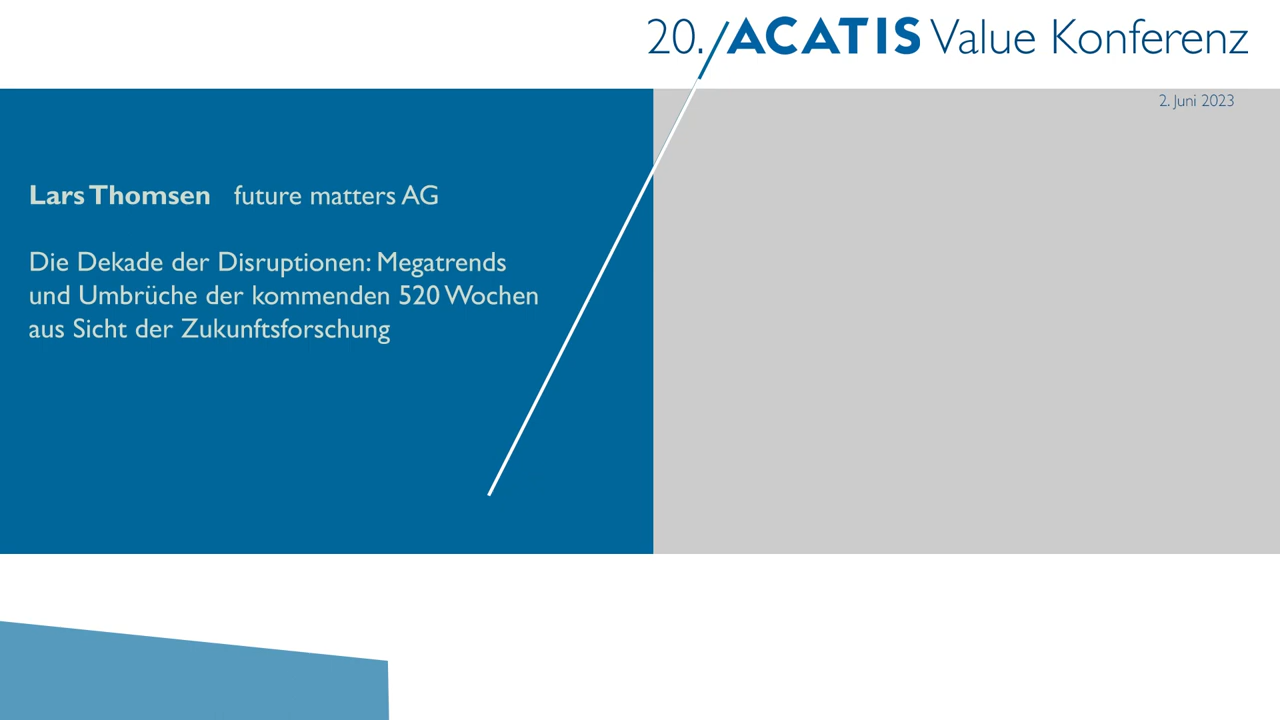 20. ACATIS Value Konferenz
2. Juni 2023
Lars Thomsen future matters AG
Die Dekade der Disruptionen: Megatrends
und Umbrüche der kommenden 520 Wochen
aus Sicht der Zukunftsforschung